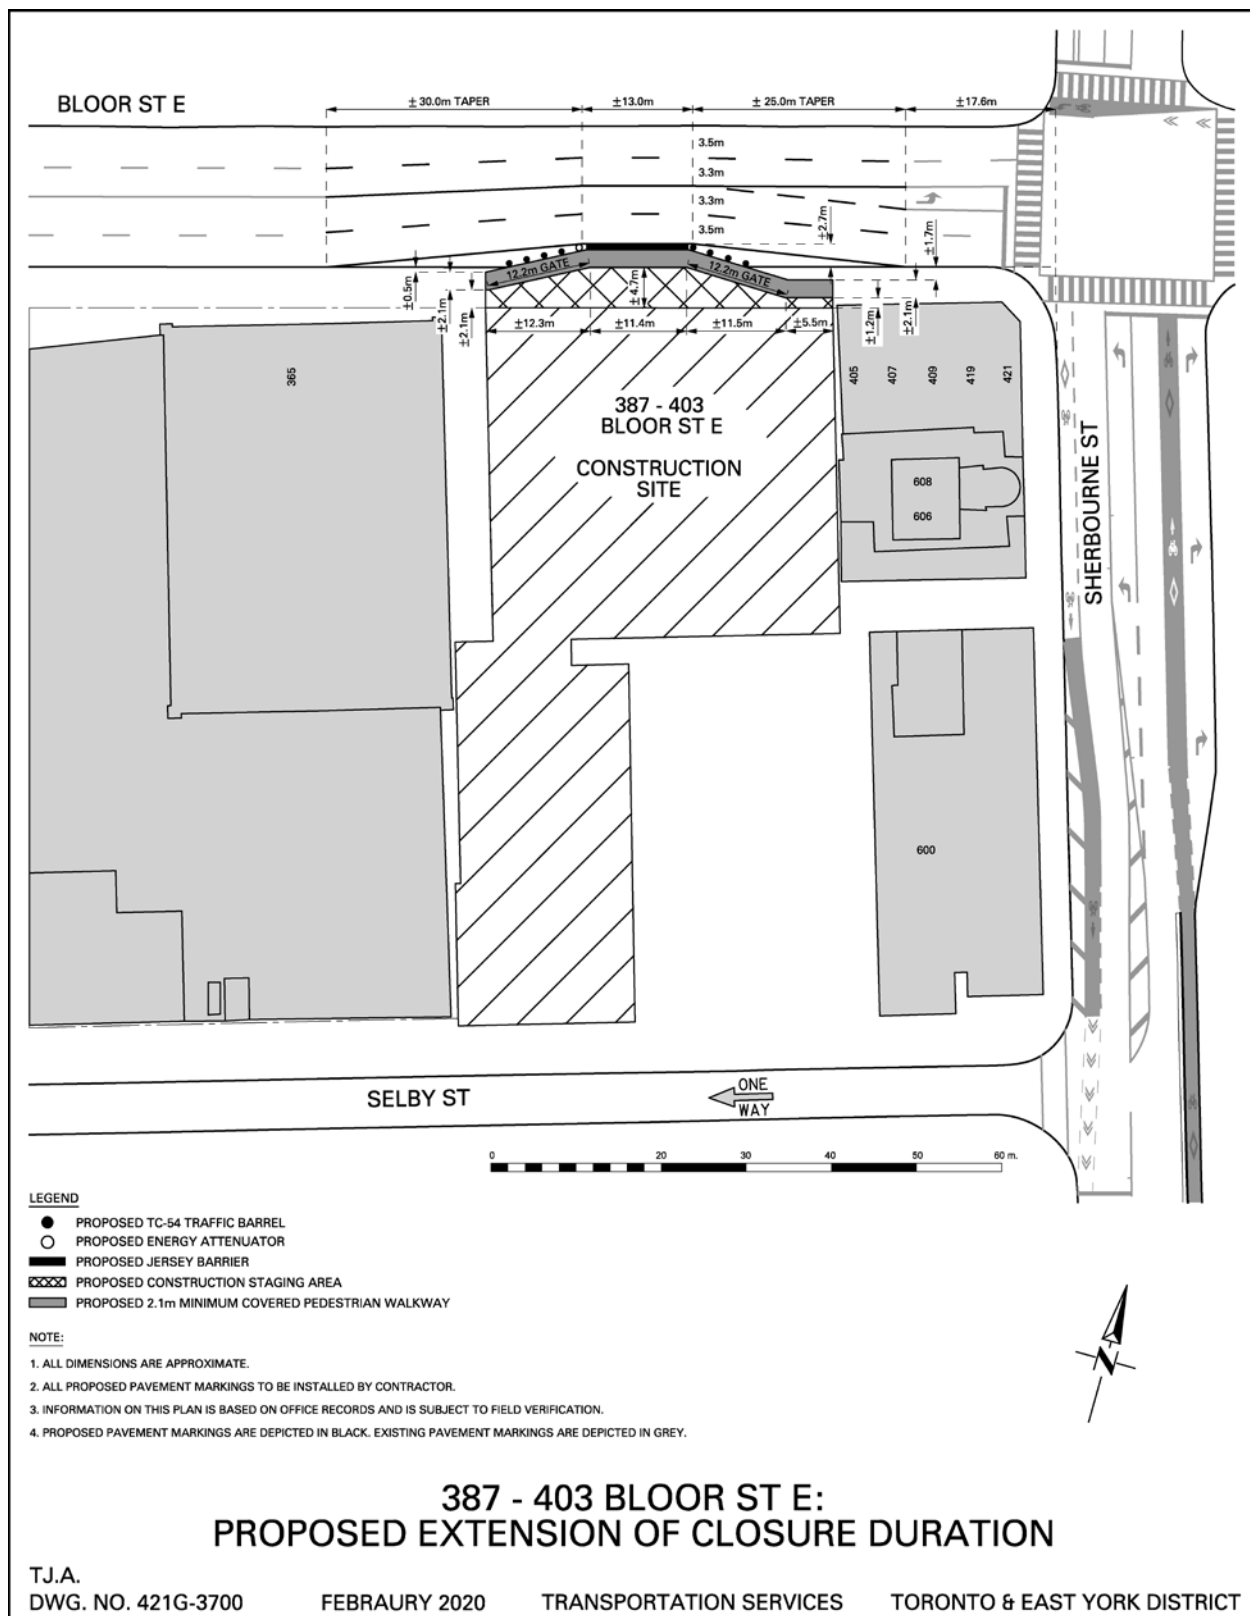 BLOOR ST E
±30.0m TAPER
±13.0m
± 25.0m TAPER
±17.6m
3.5m
3.3m
3.3m
3.5m
±2.7m
±1.7m
12.2m GATE
12.2m GATE
±0.5m
±2.1m
±2.1m
±4.7m
±1.2m
±2.1m
±12.3m
±11.4m
±11.5m
±5.5m
365
387 - 403
BLOOR ST E
CONSTRUCTION
SITE
405
407
409
419
421
608
606
SHERBOURNE ST
600
SELBY ST
ONE
WAY
0
20
30
40
50
60 m.
LEGEND
PROPOSED TC-54 TRAFFIC BARREL
PROPOSED ENERGY ATTENUATOR
PROPOSED JERSEY BARRIER
PROPOSED CONSTRUCTION STAGING AREA
PROPOSED 2.1m MINIMUM COVERED PEDESTRIAN WALKWAY
NOTE:
1. ALL DIMENSIONS ARE APPROXIMATE.
2. ALL PROPOSED PAVEMENT MARKINGS TO BE INSTALLED BY CONTRACTOR.
3. INFORMATION ON THIS PLAN IS BASED ON OFFICE RECORDS AND IS SUBJECT TO FIELD VERIFICATION.
4. PROPOSED PAVEMENT MARKINGS ARE DEPICTED IN BLACK. EXISTING PAVEMENT MARKINGS ARE DEPICTED IN GREY.
N
387 - 403 BLOOR ST E:
PROPOSED EXTENSION OF CLOSURE DURATION
TJ.A.
DWG. NO. 421G-3700 FEBRAURY 2020 TRANSPORTATION SERVICES TORONTO & EAST YORK DISTRICT